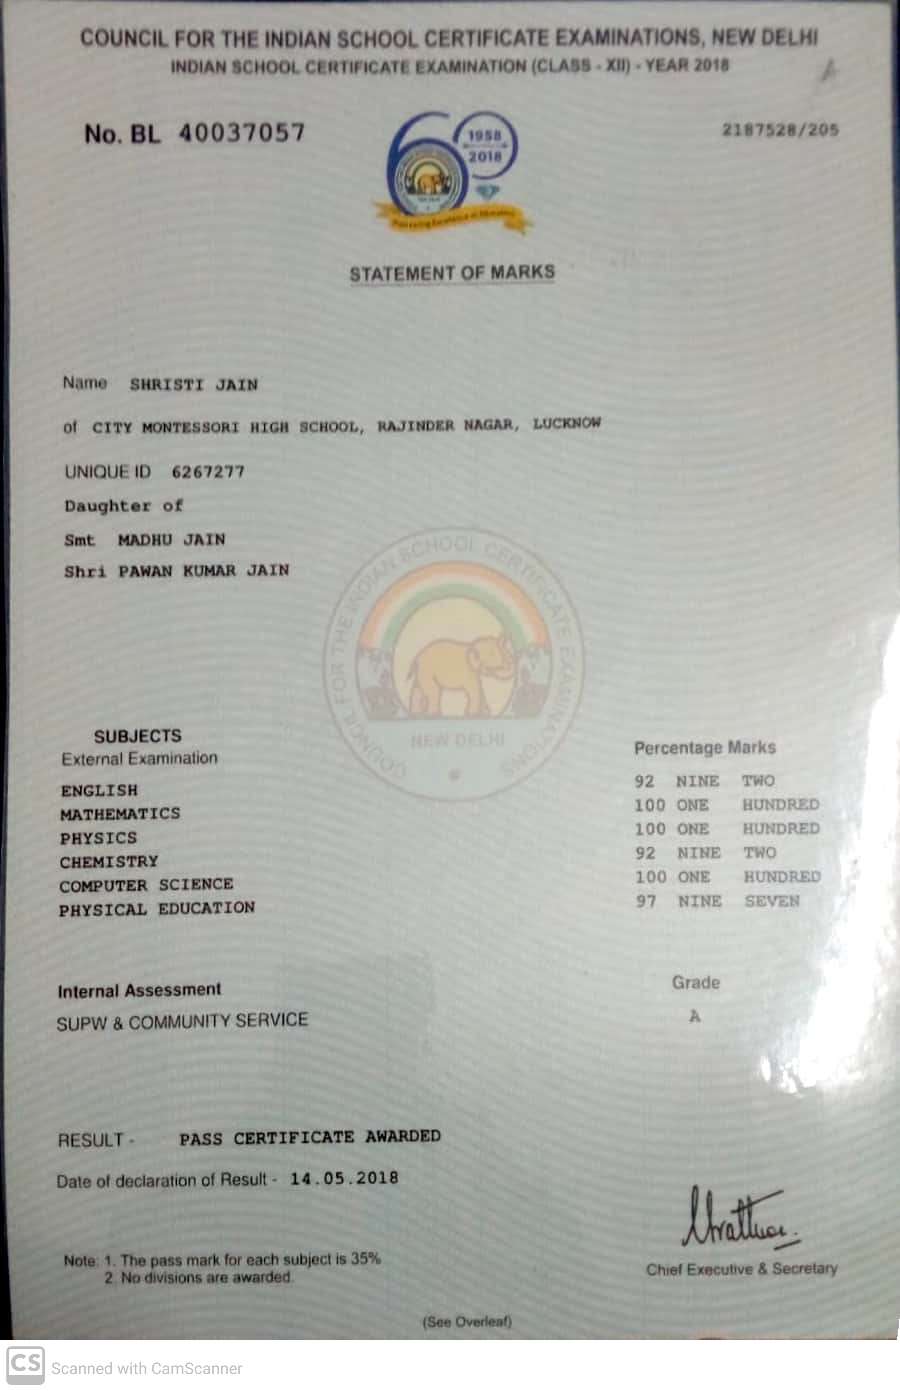 COUNCIL FOR THE INDIAN SCHOOL CERTIFICATE EXAMINATIONS, NEW DELHI
INDIAN SCHOOL CERTIFICATE EXAMINATION (CLASS - XII) - YEAR 2018
A
No. BL 40037057
2187528/205
60
1958
2018
STATEMENT OF MARKS
Name SHRISTI JAIN
of CITY MONTESSORI HIGH SCHOOL, RAJINDER NAGAR, LUCKNOW
UNIQUE ID 6267277
Daughter of
Smt MADHU JAIN
Shri PAWAN KUMAR JAIN
COUNCIL FOR THE INDIAN SCHOOL CERTIFICATE EXAMINATIONS
NEW DELHI
SUBJECTS
External Examination Percentage Marks
ENGLISH 92 NINE TWO
MATHEMATICS 100 ONE HUNDRED
PHYSICS 100 ONE HUNDRED
CHEMISTRY 92 NINE TWO
COMPUTER SCIENCE 100 ONE HUNDRED
PHYSICAL EDUCATION 97 NINE SEVEN
Internal Assessment Grade
SUPW & COMMUNITY SERVICE A
RESULT - PASS CERTIFICATE AWARDED
Date of declaration of Result - 14.05.2018
Note: 1. The pass mark for each subject is 35%
2. No divisions are awarded.
Chief Executive & Secretary
(See Overleaf)
CS Scanned with CamScanner